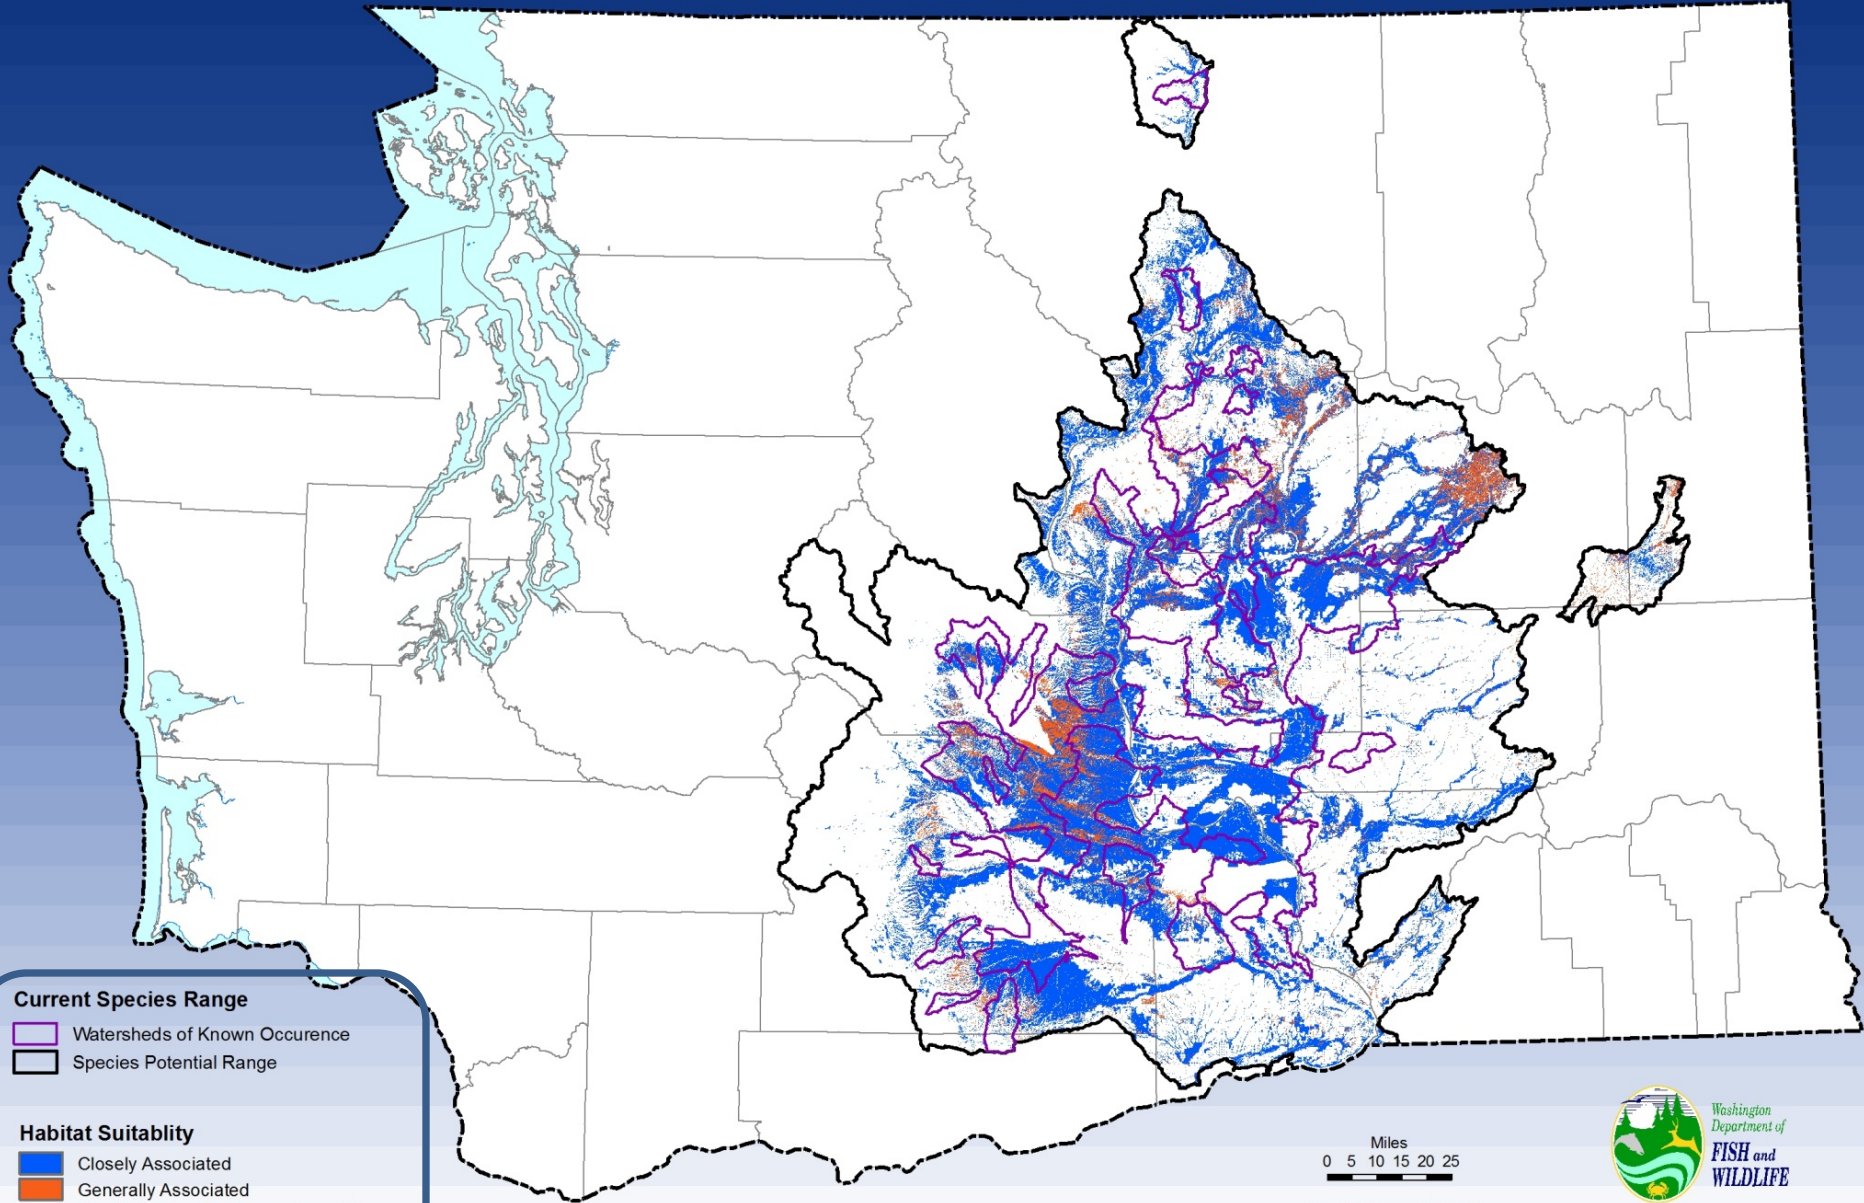 Current Species Range
Watersheds of Known Occurence
Species Potential Range
Habitat Suitablity
Closely Associated
Generally Associated
Miles
0 5 10 15 20 25
Washington
Department of
FISH and
WILDLIFE